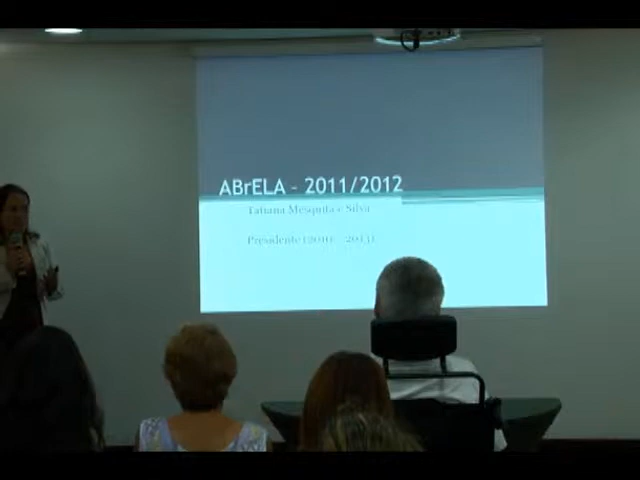 ABrELA - 2011/2012
Tatiana Mesquita e Silva
Presidente (2010 - 2013)